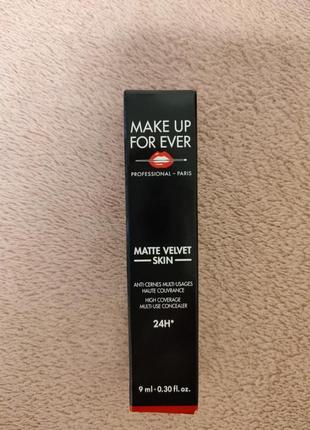 MAKE UP
FOR EVER
PROFESSIONAL – PARIS
MATTE VELVET
SKIN
ANTI-CERNES MULTI-USAGES
HAUTE COUVRANCE
HIGH COVERAGE
MULTI-USE CONCEALER
24H*
9 ml - 0.30 fl. oz.